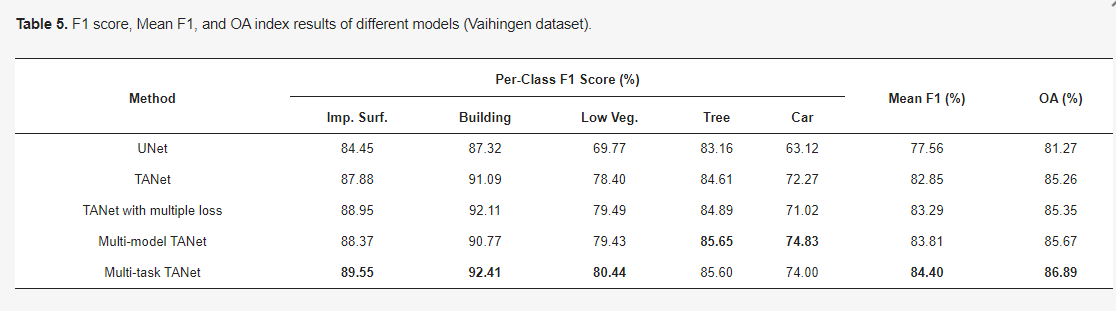 Table 5. F1 score, Mean F1, and OA index results of different models (Vaihingen dataset).
Per-Class F1 Score (%)
Method Mean F1 (%) OA (%)
Imp. Surf. Building Low Veg. Tree Car
UNet 84.45 87.32 69.77 83.16 63.12 77.56 81.27
TANet 87.88 91.09 78.40 84.61 72.27 82.85 85.26
TANet with multiple loss 88.95 92.11 79.49 84.89 71.02 83.29 85.35
Multi-model TANet 88.37 90.77 79.43 85.65 74.83 83.81 85.67
Multi-task TANet 89.55 92.41 80.44 85.60 74.00 84.40 86.89